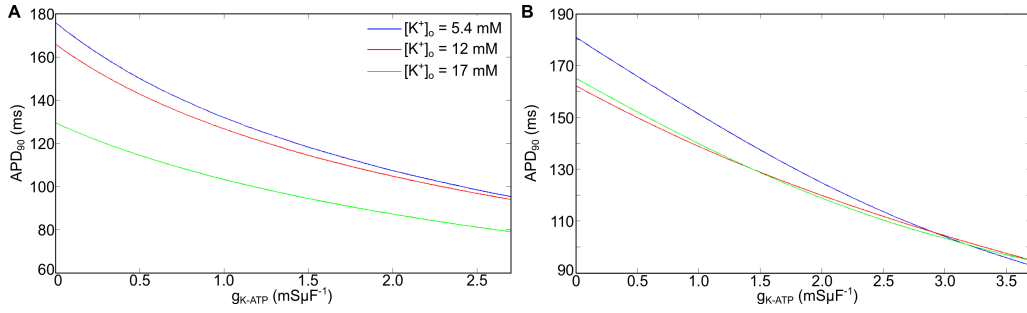 A
180
160
140
120
100
80
60
APD90 (ms)
[K+]o = 5.4 mM
[K+]o = 12 mM
[K+]o = 17 mM
0 0.5 1.0 1.5 2.0 2.5
gK-ATP (mSµF-1)
B
190
170
150
130
110
90
APD90 (ms)
0 0.5 1.0 1.5 2.0 2.5 3.0 3.5
gK-ATP (mSµF-1)